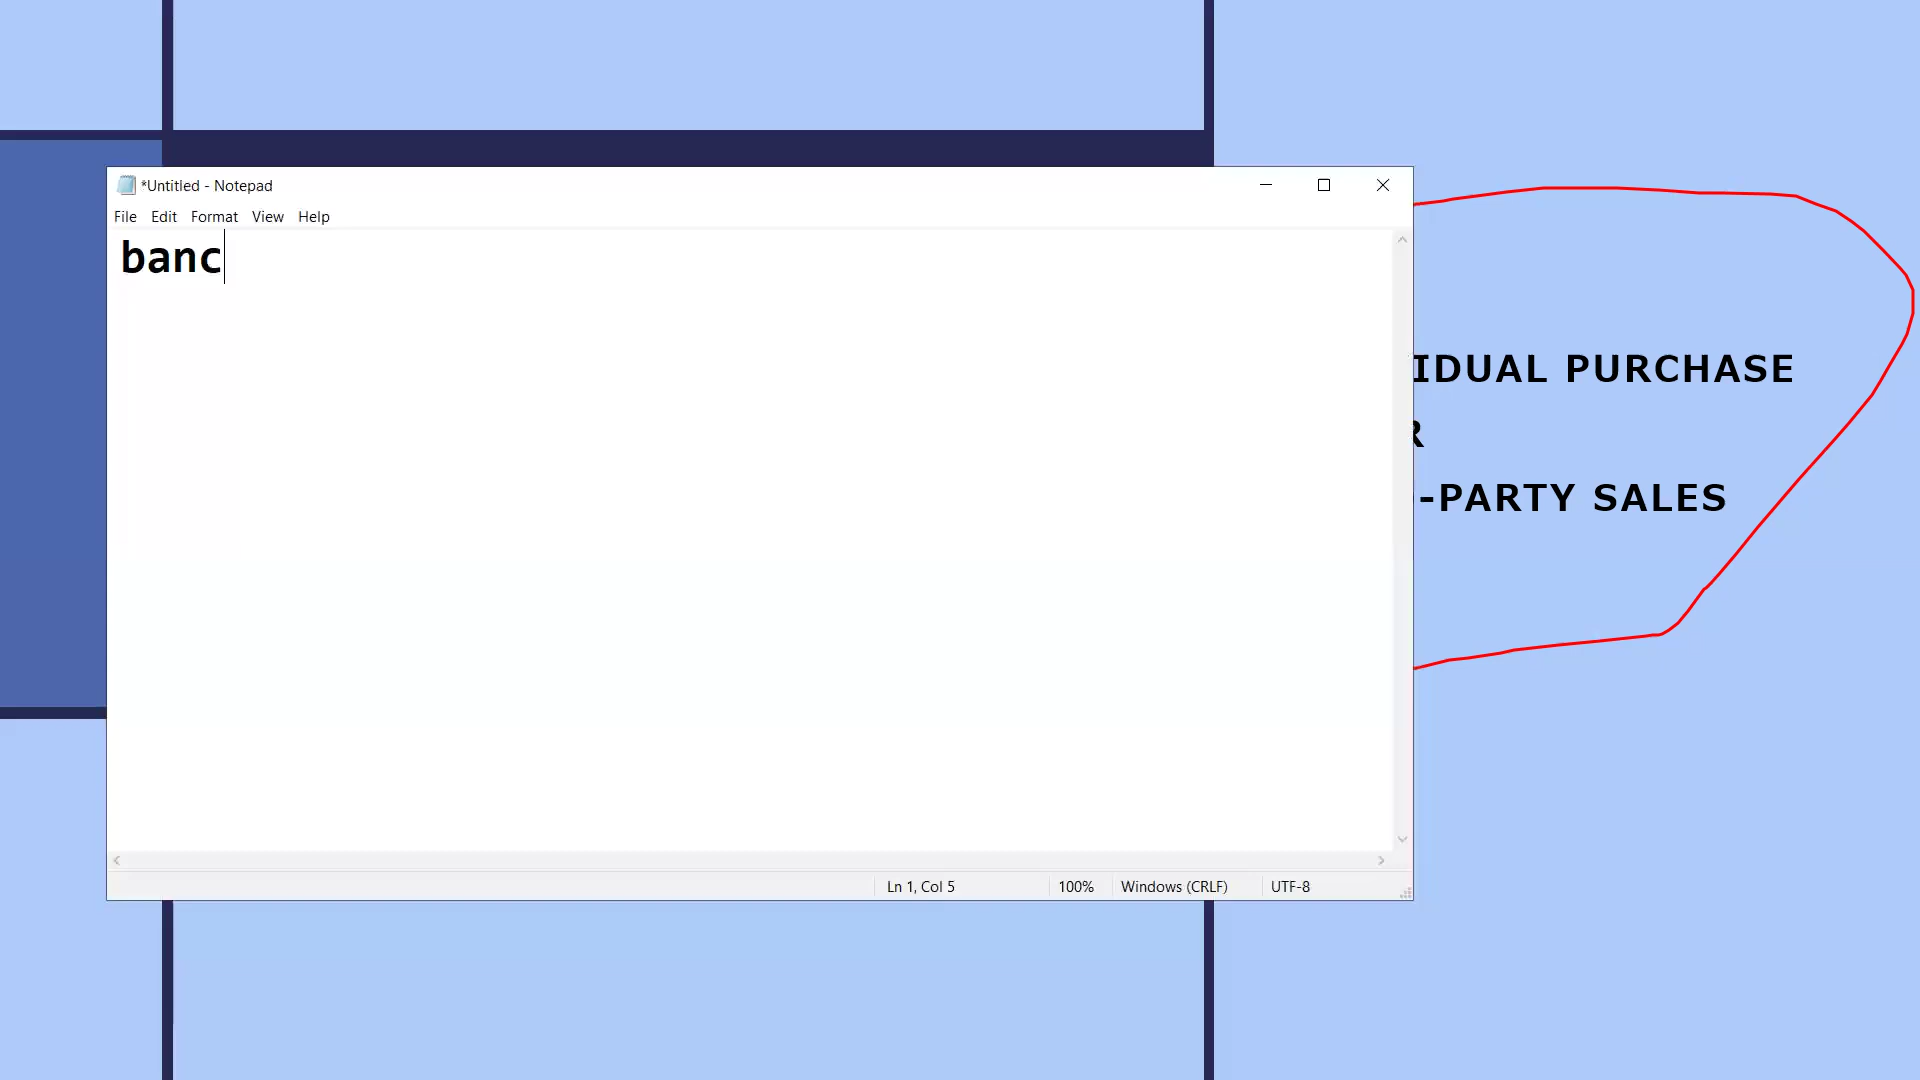 *Untitled - Notepad
File Edit Format View Help
banc
PURCHASE
-PARTY SALES
Ln 1, Col 5 100% Windows (CRLF) UTF-8